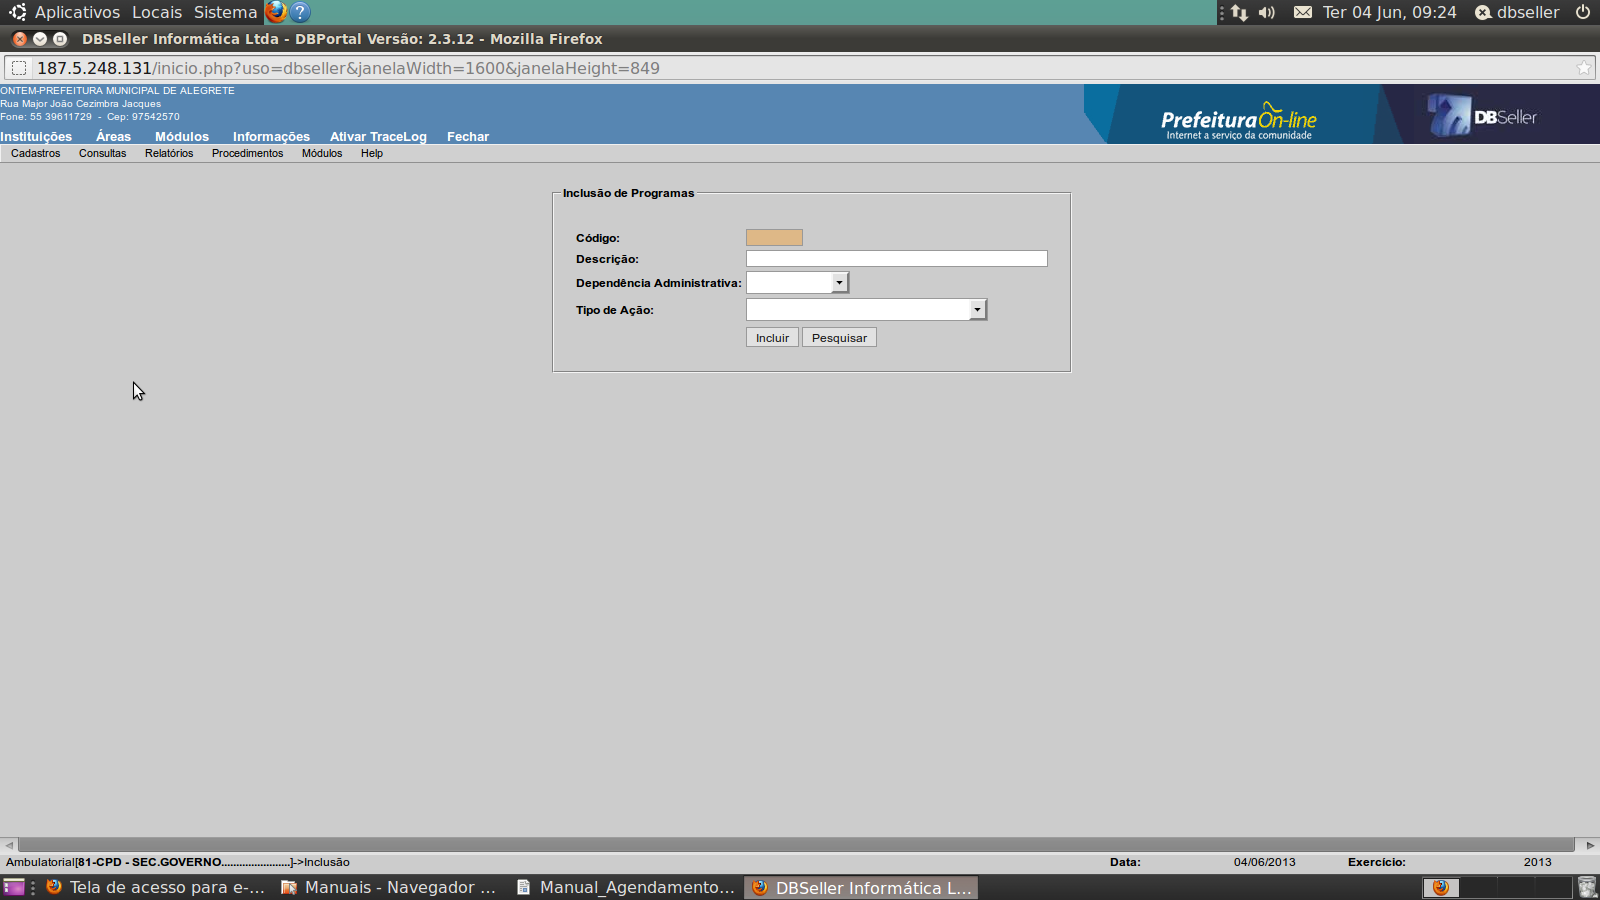 Aplicativos Locais Sistema ? Ter 04 Jun, 09:24 dbseller
DBSeller Informática Ltda - DBPortal Versão: 2.3.12 - Mozilla Firefox
187.5.248.131/inicio.php?uso=dbseller&janelaWidth=1600&janelaHeight=849
ONTEM-PREFEITURA MUNICIPAL DE ALEGRETE
Rua Major João Cezimbra Jacques
Fone: 55 39611729 - Cep: 97542570
PrefeituraOn-line
Internet a serviço da comunidade
DBSeller
Instituições Áreas Módulos Informações Ativar TraceLog Fechar
Cadastros Consultas Relatórios Procedimentos Módulos Help
Inclusão de Programas
Código:
Descrição:
Dependência Administrativa:
Tipo de Ação:
Incluir Pesquisar
Ambulatorial[81-CPD - SEC.GOVERNO.......................]->Inclusão Data: 04/06/2013 Exercício: 2013
Tela de acesso para e-... Manuais - Navegador ... Manual_Agendamento... DBSeller Informática L...